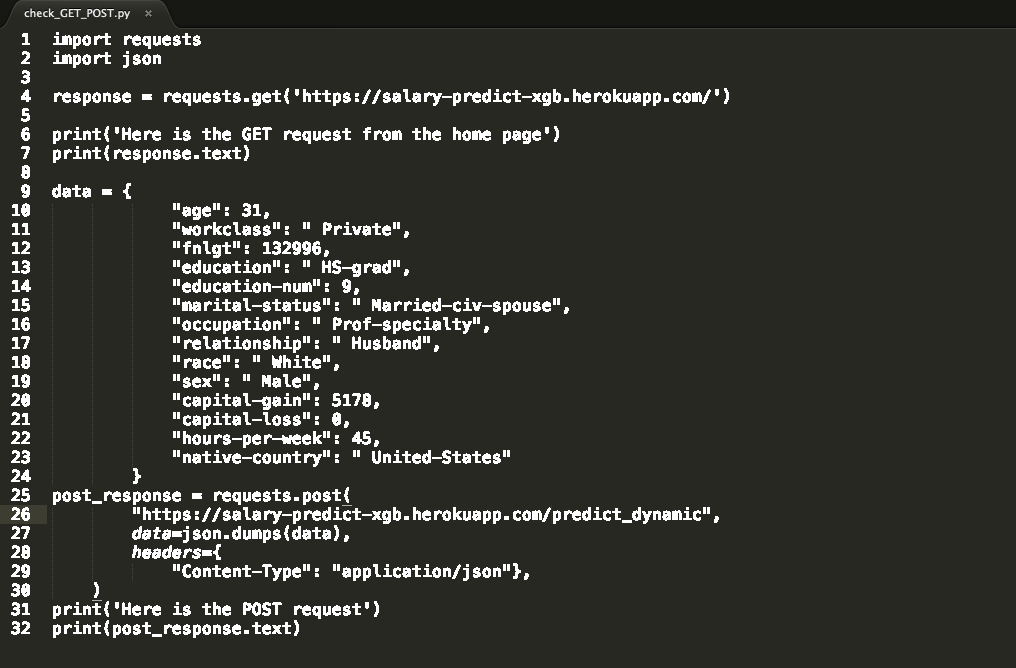 check_GET_POST.py ×
1 import requests
2 import json
3
4 response = requests.get('https://salary-predict-xgb.herokuapp.com/')
5
6 print('Here is the GET request from the home page')
7 print(response.text)
8
9 data = {
10 "age": 31,
11 "workclass": " Private",
12 "fnlgt": 132996,
13 "education": " HS-grad",
14 "education-num": 9,
15 "marital-status": " Married-civ-spouse",
16 "occupation": " Prof-specialty",
17 "relationship": " Husband",
18 "race": " White",
19 "sex": " Male",
20 "capital-gain": 5178,
21 "capital-loss": 0,
22 "hours-per-week": 45,
23 "native-country": " United-States"
24 }
25 post_response = requests.post(
26 "https://salary-predict-xgb.herokuapp.com/predict_dynamic",
27 data=json.dumps(data),
28 headers={
29 "Content-Type": "application/json"},
30 )
31 print('Here is the POST request')
32 print(post_response.text)